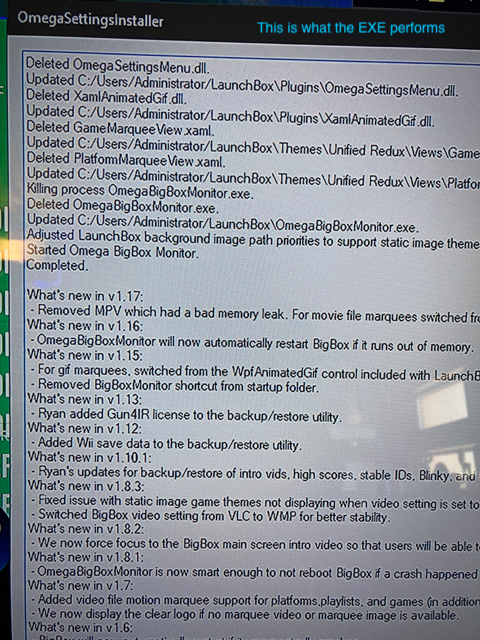 OmegaSettingsInstaller
This is what the EXE performs
Deleted OmegaSettingsMenu.dll.
Updated C:/Users/Administrator/LaunchBox\Plugins\OmegaSettingsMenu.dll.
Deleted XamlAnimatedGif.dll.
Updated C:/Users/Administrator/LaunchBox\Plugins\XamlAnimatedGif.dll.
Deleted GameMarqueeView.xaml.
Updated C:/Users/Administrator/LaunchBox\Themes\Unified Redux\Views\Game
Deleted PlatformMarqueeView.xaml.
Updated C:/Users/Administrator/LaunchBox\Themes\Unified Redux\Views\Platfor
Killing process OmegaBigBoxMonitor.exe.
Deleted OmegaBigBoxMonitor.exe.
Updated C:/Users/Administrator/LaunchBox\OmegaBigBoxMonitor.exe.
Adjusted LaunchBox background image path priorities to support static image theme
Started Omega BigBox Monitor.
Completed.
What's new in v1.17:
- Removed MPV which had a bad memory leak. For movie file marquees switched fr
What's new in v1.16:
- OmegaBigBoxMonitor will now automatically restart BigBox if it runs out of memory.
What's new in v1.15:
- For gif marquees, switched from the WpfAnimatedGif control included with LaunchB
- Removed BigBoxMonitor shortcut from startup folder.
What's new in v1.13:
- Ryan added Gun4IR license to the backup/restore utility.
What's new in v1.12:
- Added Wii save data to the backup/restore utility.
What's new in v1.10.1:
- Ryan's updates for backup/restore of intro vids, high scores, stable IDs, Blinky, and
What's new in v1.8.3:
- Fixed issue with static image game themes not displaying when video setting is set to
- Switched BigBox video setting from VLC to WMP for better stability.
What's new in v1.8.2:
- We now force focus to the BigBox main screen intro video so that users will be able t
What's new in v1.8.1:
- OmegaBigBoxMonitor is now smart enough to not reboot BigBox if a crash happened
What's new in v1.7:
- Added video file motion marquee support for platforms,playlists, and games (in addition
- We now display the clear logo if no marquee video or marquee image is available.
What's new in v1.6: